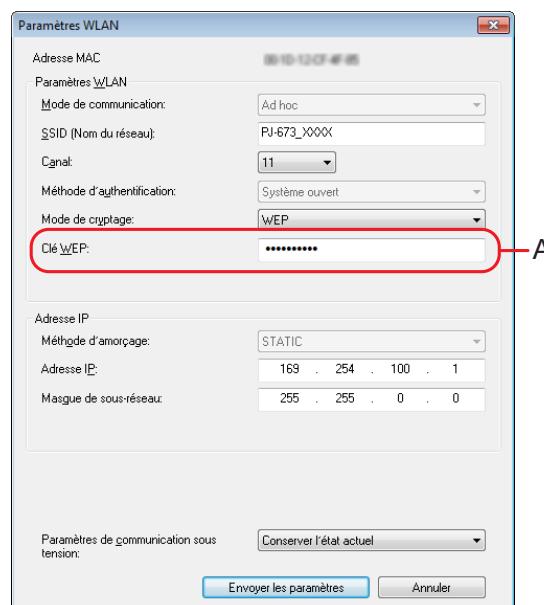 Paramètres WLAN
Adresse MAC
Paramètres WLAN
Mode de communication: Ad hoc
SSID (Nom du réseau): PJ-673_XXXX
Canal: 11
Méthode d'authentification: Système ouvert
Mode de cryptage: WEP
Clé WEP: ••••••••••
A
Adresse IP
Méthode d'amorçage: STATIC
Adresse IP: 169 . 254 . 100 . 1
Masque de sous-réseau: 255 . 255 . 0 . 0
Paramètres de communication sous tension: Conserver l'état actuel
Envoyer les paramètres Annuler